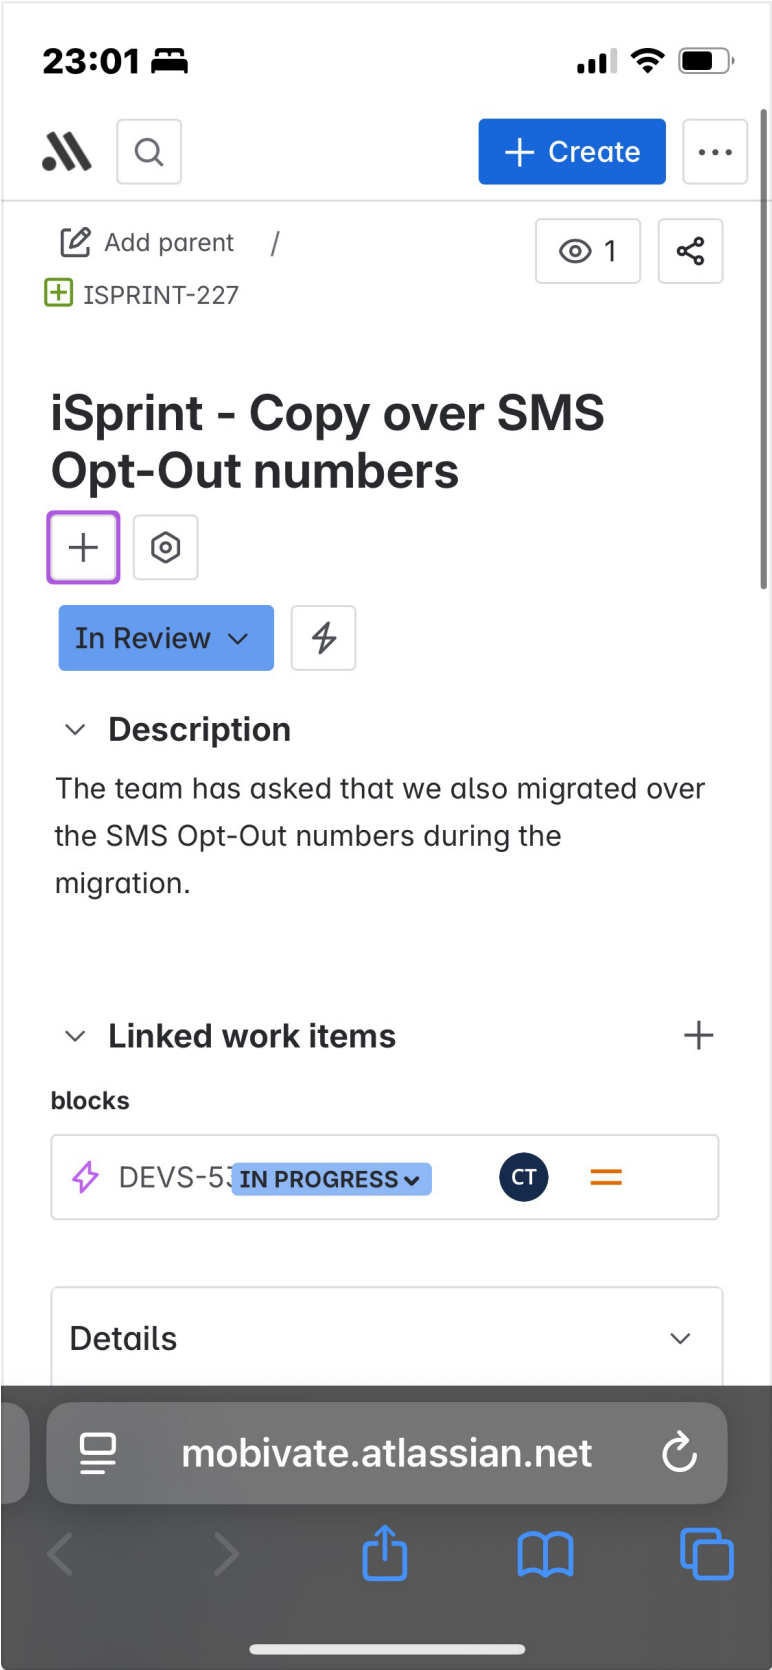 23:01
Create
Add parent /
1
ISPRINT-227
iSprint - Copy over SMS
Opt-Out numbers
In Review
Description
The team has asked that we also migrated over
the SMS Opt-Out numbers during the
migration.
Linked work items
blocks
IN PROGRESS CT
Details
mobivate.atlassian.net